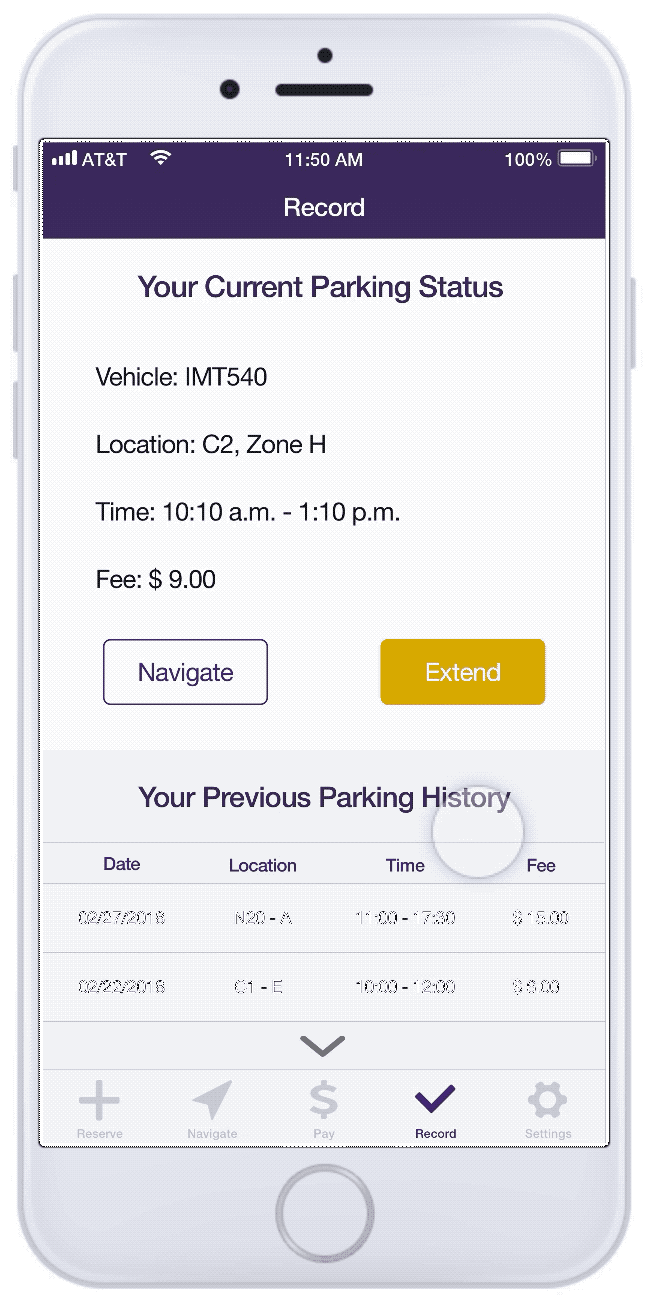 AT&T 11:50 AM 100%
Record
Your Current Parking Status
Vehicle: IMT540
Location: C2, Zone H
Time: 10:10 a.m. - 1:10 p.m.
Fee: $ 9.00
Navigate Extend
Your Previous Parking History
Date Location Time Fee
02/27/2018 N20 - A 11:00 - 17:30 $ 15.00
02/22/2018 C1 - E 10:00 - 12:00 $ 6.00
Reserve Navigate Pay Record Settings